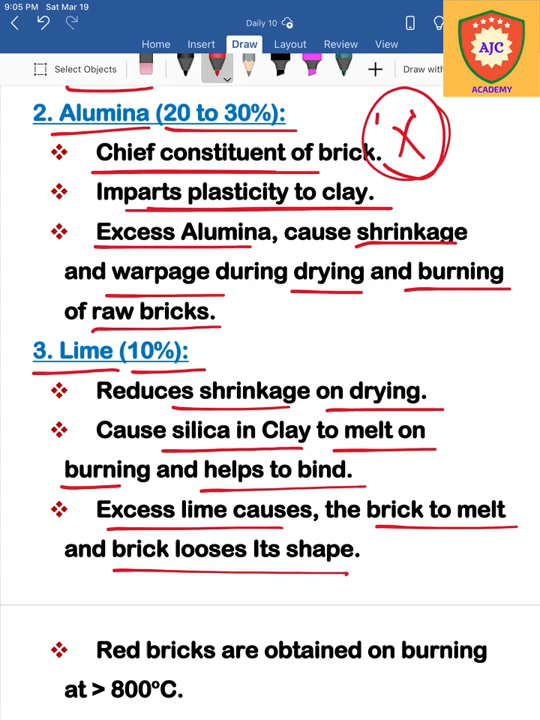 9:05 PM Sat Mar 19
Daily 10
Home Insert Draw Layout Review View
Select Objects
Draw with
AJC
ACADEMY
2. Alumina (20 to 30%):
'X'
❖ Chief constituent of brick.
❖ Imparts plasticity to clay.
❖ Excess Alumina, cause shrinkage
and warpage during drying and burning
of raw bricks.
3. Lime (10%):
❖ Reduces shrinkage on drying.
❖ Cause silica in Clay to melt on
burning and helps to bind.
❖ Excess lime causes, the brick to melt
and brick looses Its shape.
❖ Red bricks are obtained on burning
at > 800°C.